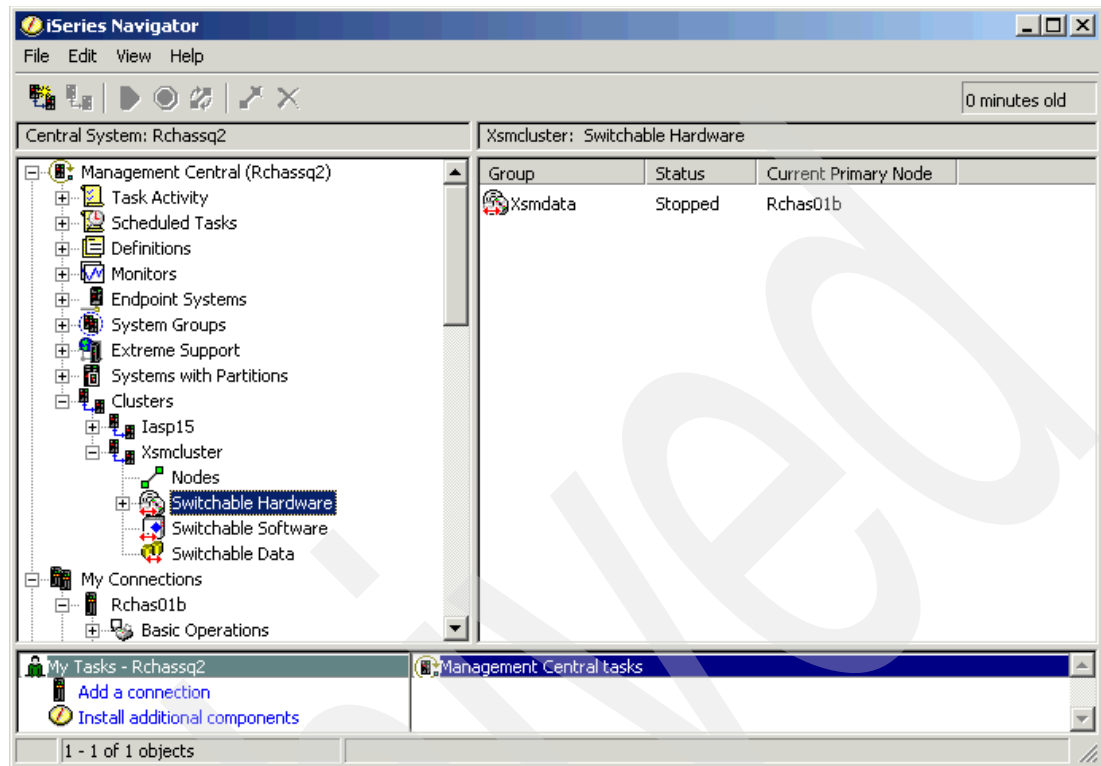 iSeries Navigator
File Edit View Help
0 minutes old
Central System: Rchassq2
Xsmcluster: Switchable Hardware
Management Central (Rchassq2)
Task Activity
Scheduled Tasks
Definitions
Monitors
Endpoint Systems
System Groups
Extreme Support
Systems with Partitions
Clusters
Iasp15
Xsmcluster
Nodes
Switchable Hardware
Switchable Software
Switchable Data
My Connections
Rchas01b
Basic Operations
Group Status Current Primary Node
Xsmdata Stopped Rchas01b
My Tasks - Rchassq2
Add a connection
Install additional components
Management Central tasks
1 - 1 of 1 objects